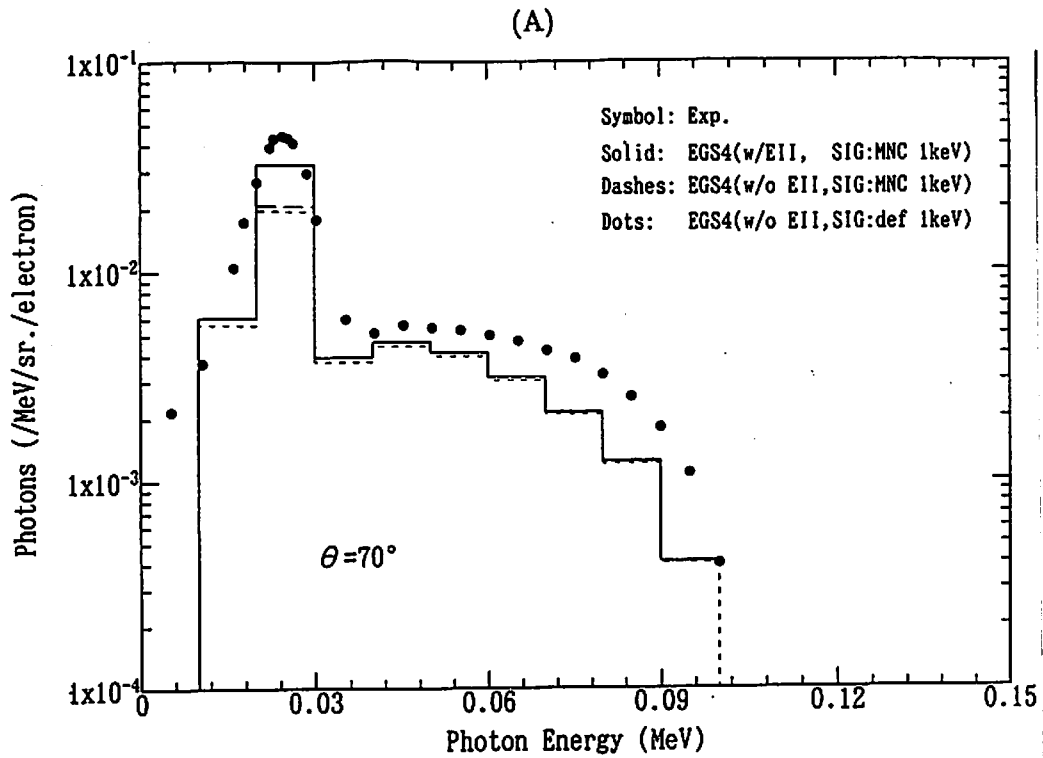 (A)
1x10⁻¹
1x10⁻²
1x10⁻³
1x10⁻⁴
Photons (/MeV/sr./electron)
Symbol: Exp.
Solid: EGS4(w/EII, SIG:MNC 1keV)
Dashes: EGS4(w/o EII,SIG:MNC 1keV)
Dots: EGS4(w/o EII,SIG:def 1keV)
θ=70°
0 0.03 0.06 0.09 0.12 0.15
Photon Energy (MeV)